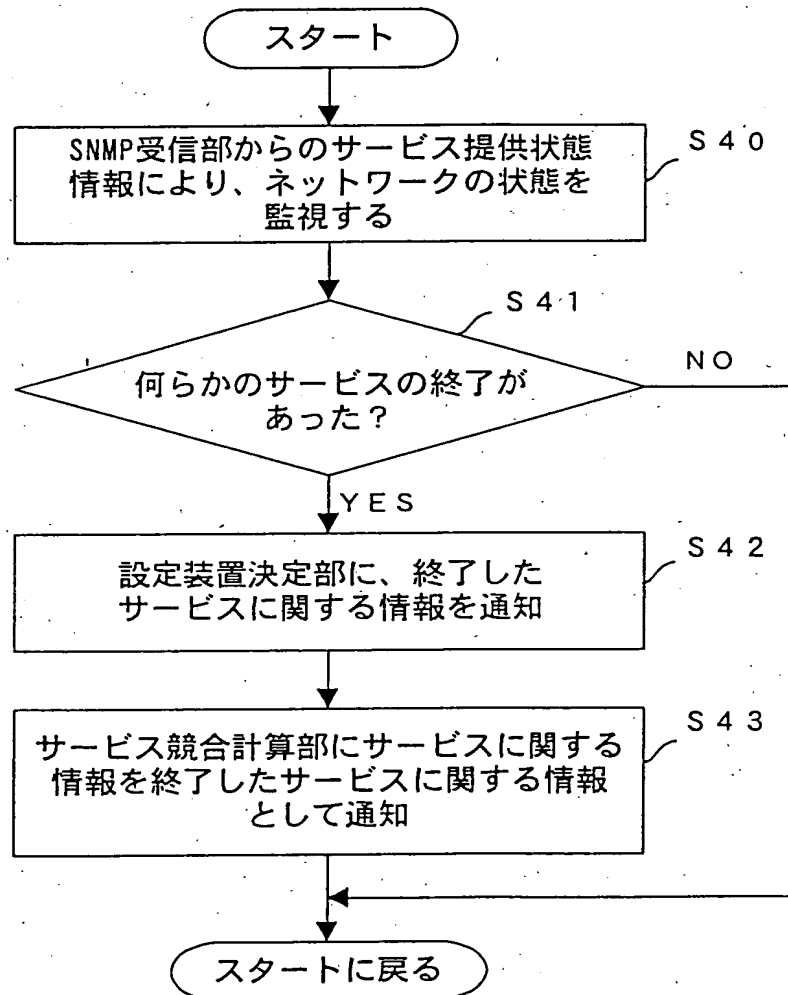 スタート
SNMP受信部からのサービス提供状態
情報により、ネットワークの状態を
監視する
S40
S41
何らかのサービスの終了が
あった?
NO
YES
設定装置決定部に、終了した
サービスに関する情報を通知
S42
サービス競合計算部にサービスに関する
情報を終了したサービスに関する情報
として通知
S43
スタートに戻る